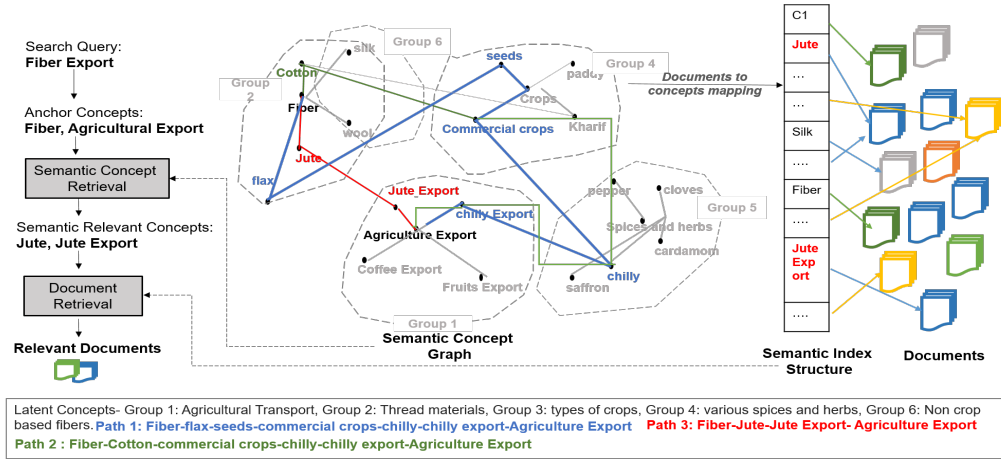 Search Query:
Fiber Export
Anchor Concepts:
Fiber, Agricultural Export
Semantic Concept
Retrieval
Semantic Relevant Concepts:
Jute, Jute Export
Document
Retrieval
Relevant Documents
silk
Group 6
Cotton
Group
2
Fiber
wool
Jute
flax
seeds
Group 4
paddy
Crops
Commercial crops
Kharif
Jute_Export
chilly Export
Agriculture Export
Coffee Export
Fruits Export
Group 1
pepper
cloves
Group 5
Spices and herbs
cardamom
chilly
saffron
Semantic Concept
Graph
Documents to
concepts mapping
C1
Jute
...
...
Silk
....
Fiber
....
Jute
Exp
ort
....
Semantic Index
Structure
Documents
Latent Concepts- Group 1: Agricultural Transport, Group 2: Thread materials, Group 3: types of crops, Group 4: various spices and herbs, Group 6: Non crop
based fibers. Path 1: Fiber-flax-seeds-commercial crops-chilly-chilly export-Agriculture Export Path 3: Fiber-Jute-Jute Export- Agriculture Export
Path 2 : Fiber-Cotton-commercial crops-chilly-chilly export-Agriculture Export